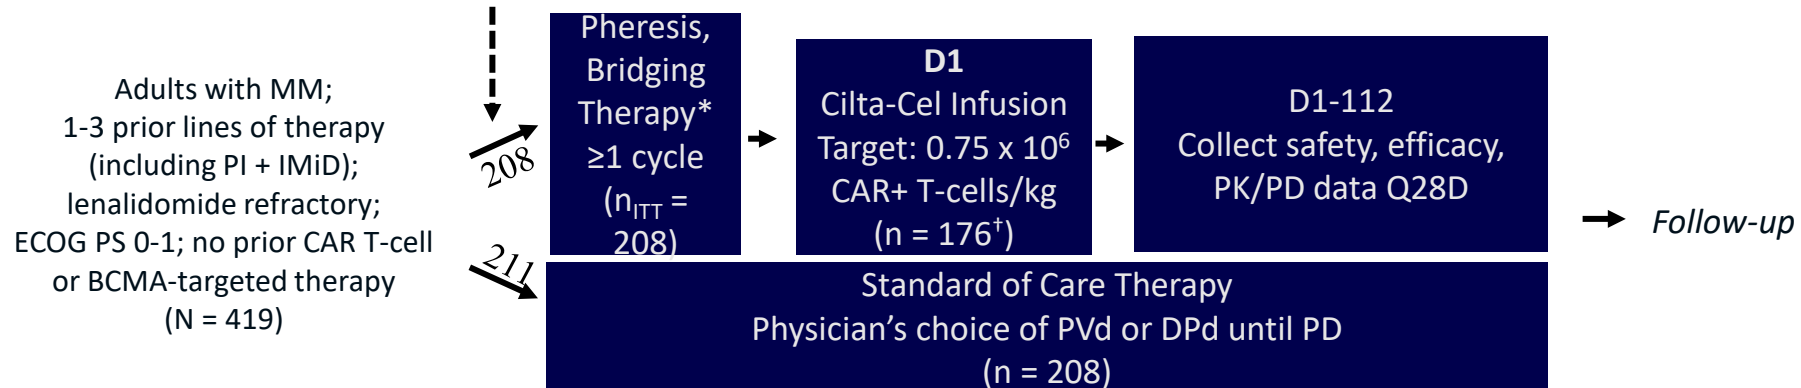 Adults with MM;
1-3 prior lines of therapy
(including PI + IMiD);
lenalidomide refractory;
ECOG PS 0-1; no prior CAR T-cell
or BCMA-targeted therapy
(N = 419)
208
211
Pheresis,
Bridging
Therapy*
≥1 cycle
(nITT =
208)
D1
Cilta-Cel Infusion
Target: 0.75 x 10⁶
CAR+ T-cells/kg
(n = 176†)
D1-112
Collect safety, efficacy,
PK/PD data Q28D
Standard of Care Therapy
Physician’s choice of PVd or DPd until PD
(n = 208)
Follow-up